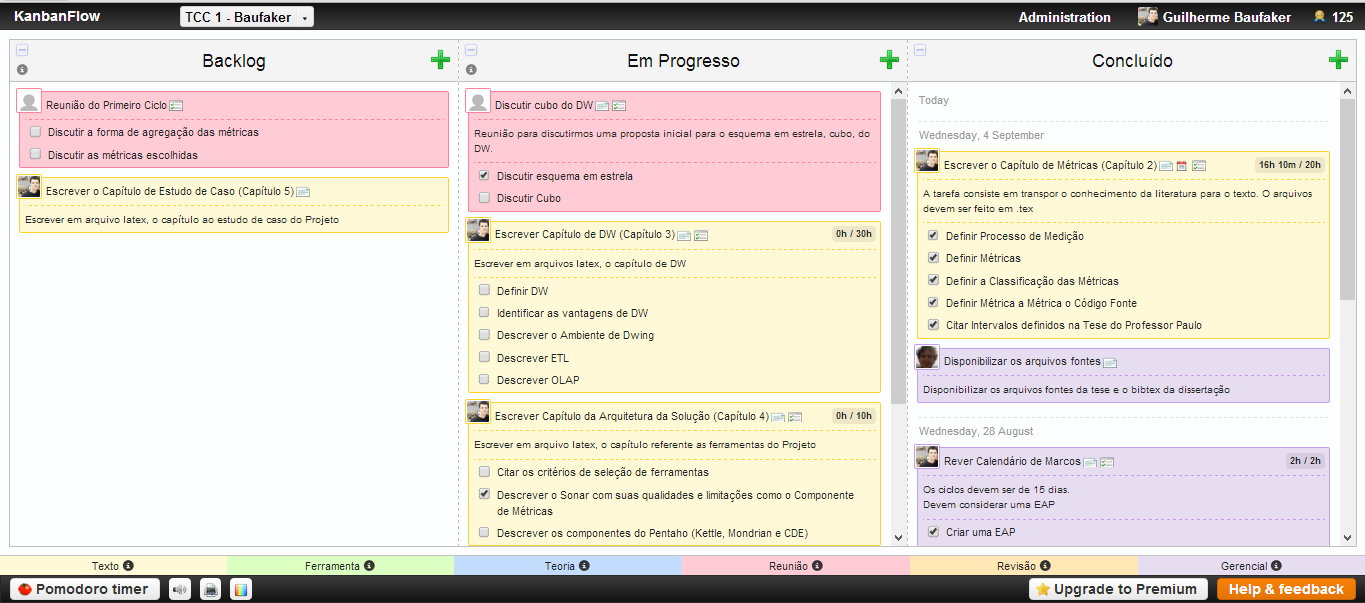 KanbanFlow
TCC 1 - Baufaker
Administration
Guilherme Baufaker
125
Backlog
Em Progresso
Concluído
Reunião do Primeiro Ciclo
Discutir a forma de agregação das métricas
Discutir as métricas escolhidas
Escrever o Capítulo de Estudo de Caso (Capítulo 5)
Escrever em arquivo latex, o capítulo ao estudo de caso do Projeto
Discutir cubo do DW
Reunião para discutirmos uma proposta inicial para o esquema em estrela, cubo, do
DW.
Discutir esquema em estrela
Discutir Cubo
Escrever Capítulo de DW (Capítulo 3)
0h / 30h
Escrever em arquivos latex, o capítulo de DW
Definir DW
Identificar as vantagens de DW
Descrever o Ambiente de Dwing
Descrever ETL
Descrever OLAP
Escrever Capítulo da Arquitetura da Solução (Capítulo 4)
0h / 10h
Escrever em arquivo latex, o capítulo referente as ferramentas do Projeto
Citar os critérios de seleção de ferramentas
Descrever o Sonar com suas qualidades e limitações como o Componente
de Métricas
Descrever os componentes do Pentaho (Kettle, Mondrian e CDE)
Today
Wednesday, 4 September
Escrever o Capítulo de Métricas (Capítulo 2)
16h 10m / 20h
A tarefa consiste em transpor o conhecimento da literatura para o texto. O arquivos
devem ser feito em .tex
Definir Processo de Medição
Definir Métricas
Definir a Classificação das Métricas
Definir Métrica a Métrica o Código Fonte
Citar Intervalos definidos na Tese do Professor Paulo
Disponibilizar os arquivos fontes
Disponibilizar os arquivos fontes da tese e o bibtex da dissertação
Wednesday, 28 August
Rever Calendário de Marcos
2h / 2h
Os ciclos devem ser de 15 dias.
Devem considerar uma EAP
Criar uma EAP
Texto
Ferramenta
Teoria
Reunião
Revisão
Gerencial
Pomodoro timer
Upgrade to Premium
Help & feedback